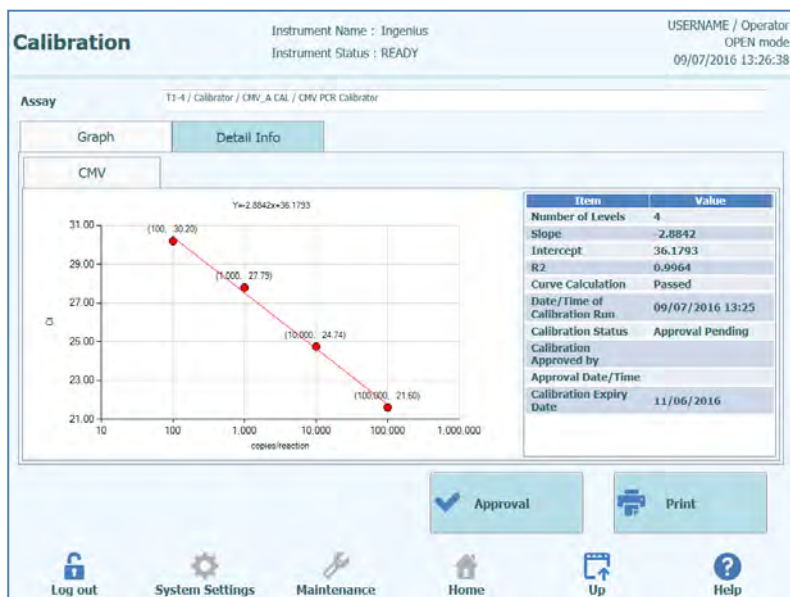 Calibration
Instrument Name : Ingenius
Instrument Status : READY
USERNAME / Operator
OPEN mode
09/07/2016 13:26:38
Assay
T1-4 / Calibrator / CMV_A CAL / CMV PCR Calibrator
Graph
Detail Info
CMV
Y=-2.8842x+36.1793
31.00
29.00
27.00
25.00
23.00
21.00
Ct
(100, 30.20)
(1.000, 27.79)
(10.000, 24.74)
(100.000, 21.60)
10
100
1.000
10.000
100.000
1.000.000
copies/reaction
Item Value
Number of Levels 4
Slope -2.8842
Intercept 36.1793
R2 0.9964
Curve Calculation Passed
Date/Time of
Calibration Run 09/07/2016 13:25
Calibration Status Approval Pending
Calibration
Approved by
Approval Date/Time
Calibration Expiry
Date 11/06/2016
Approval
Print
Log out
System Settings
Maintenance
Home
Up
Help